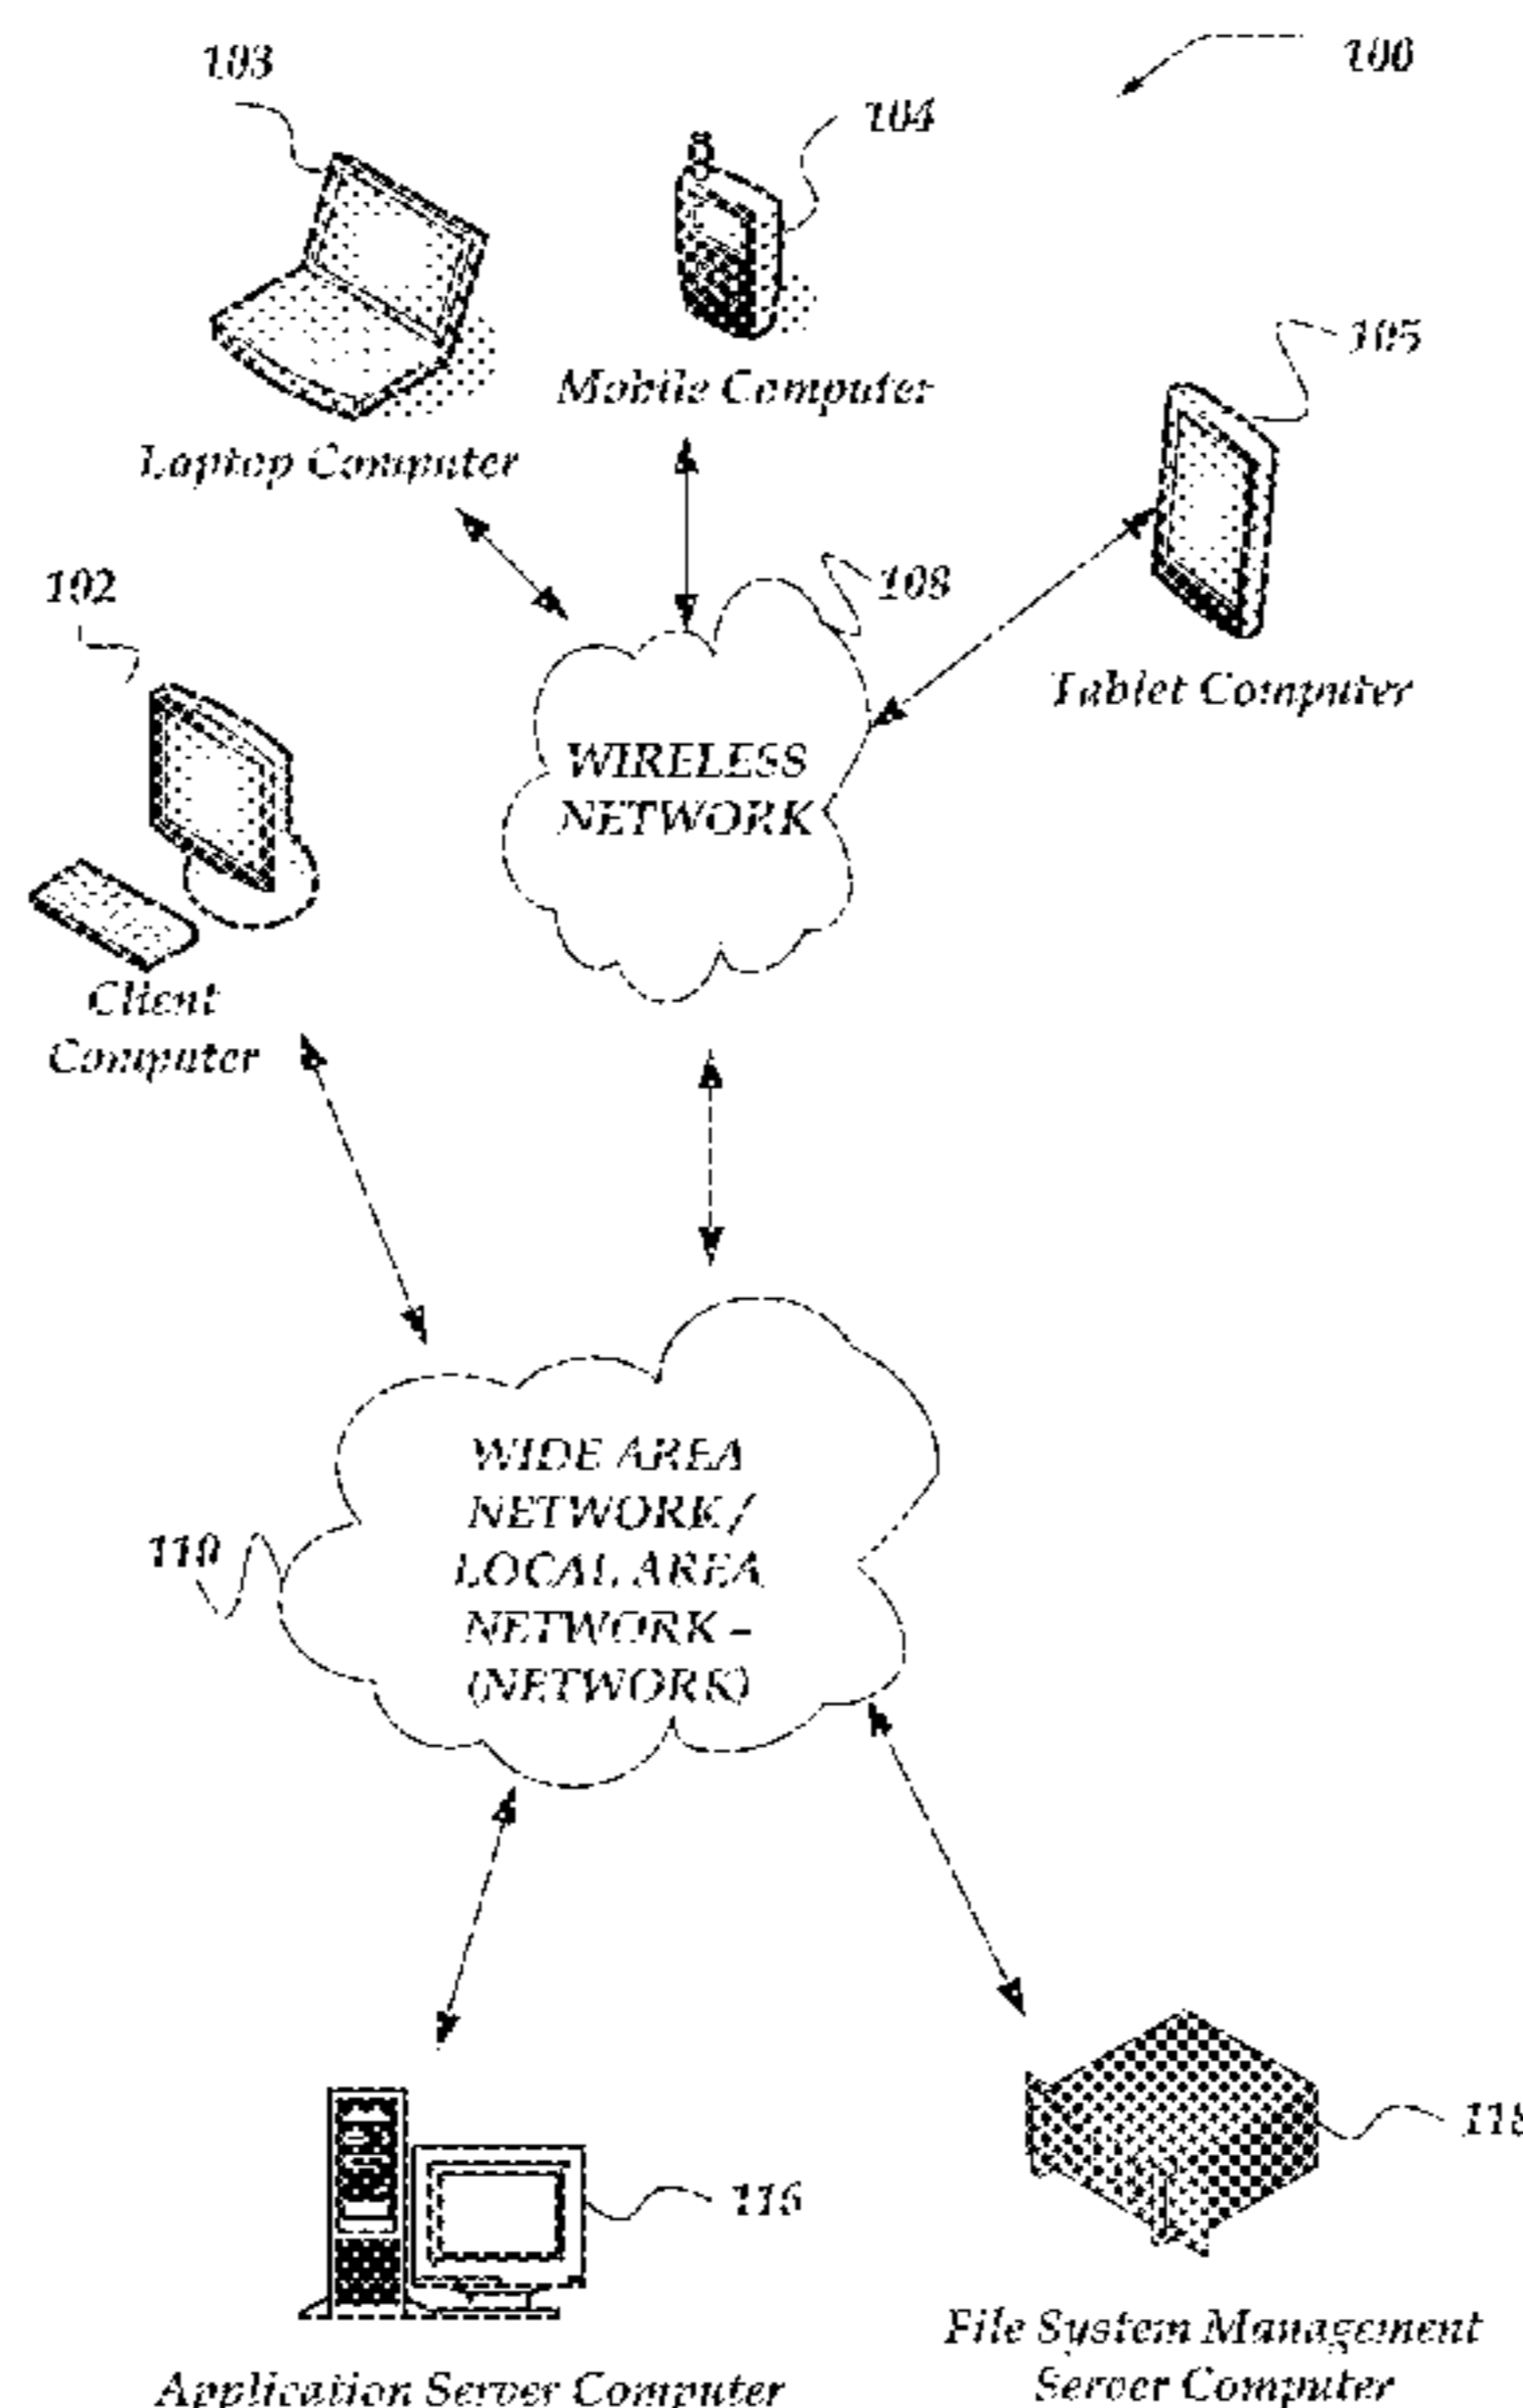 103
100
104
Mobile Computer
105
Laptop Computer
102
108
Tablet Computer
WIRELESS
NETWORK
Client
Computer
WIDE AREA
NETWORK /
LOCAL AREA
NETWORK –
(NETWORK)
110
116
118
File System Management
Server Computer
Application Server Computer